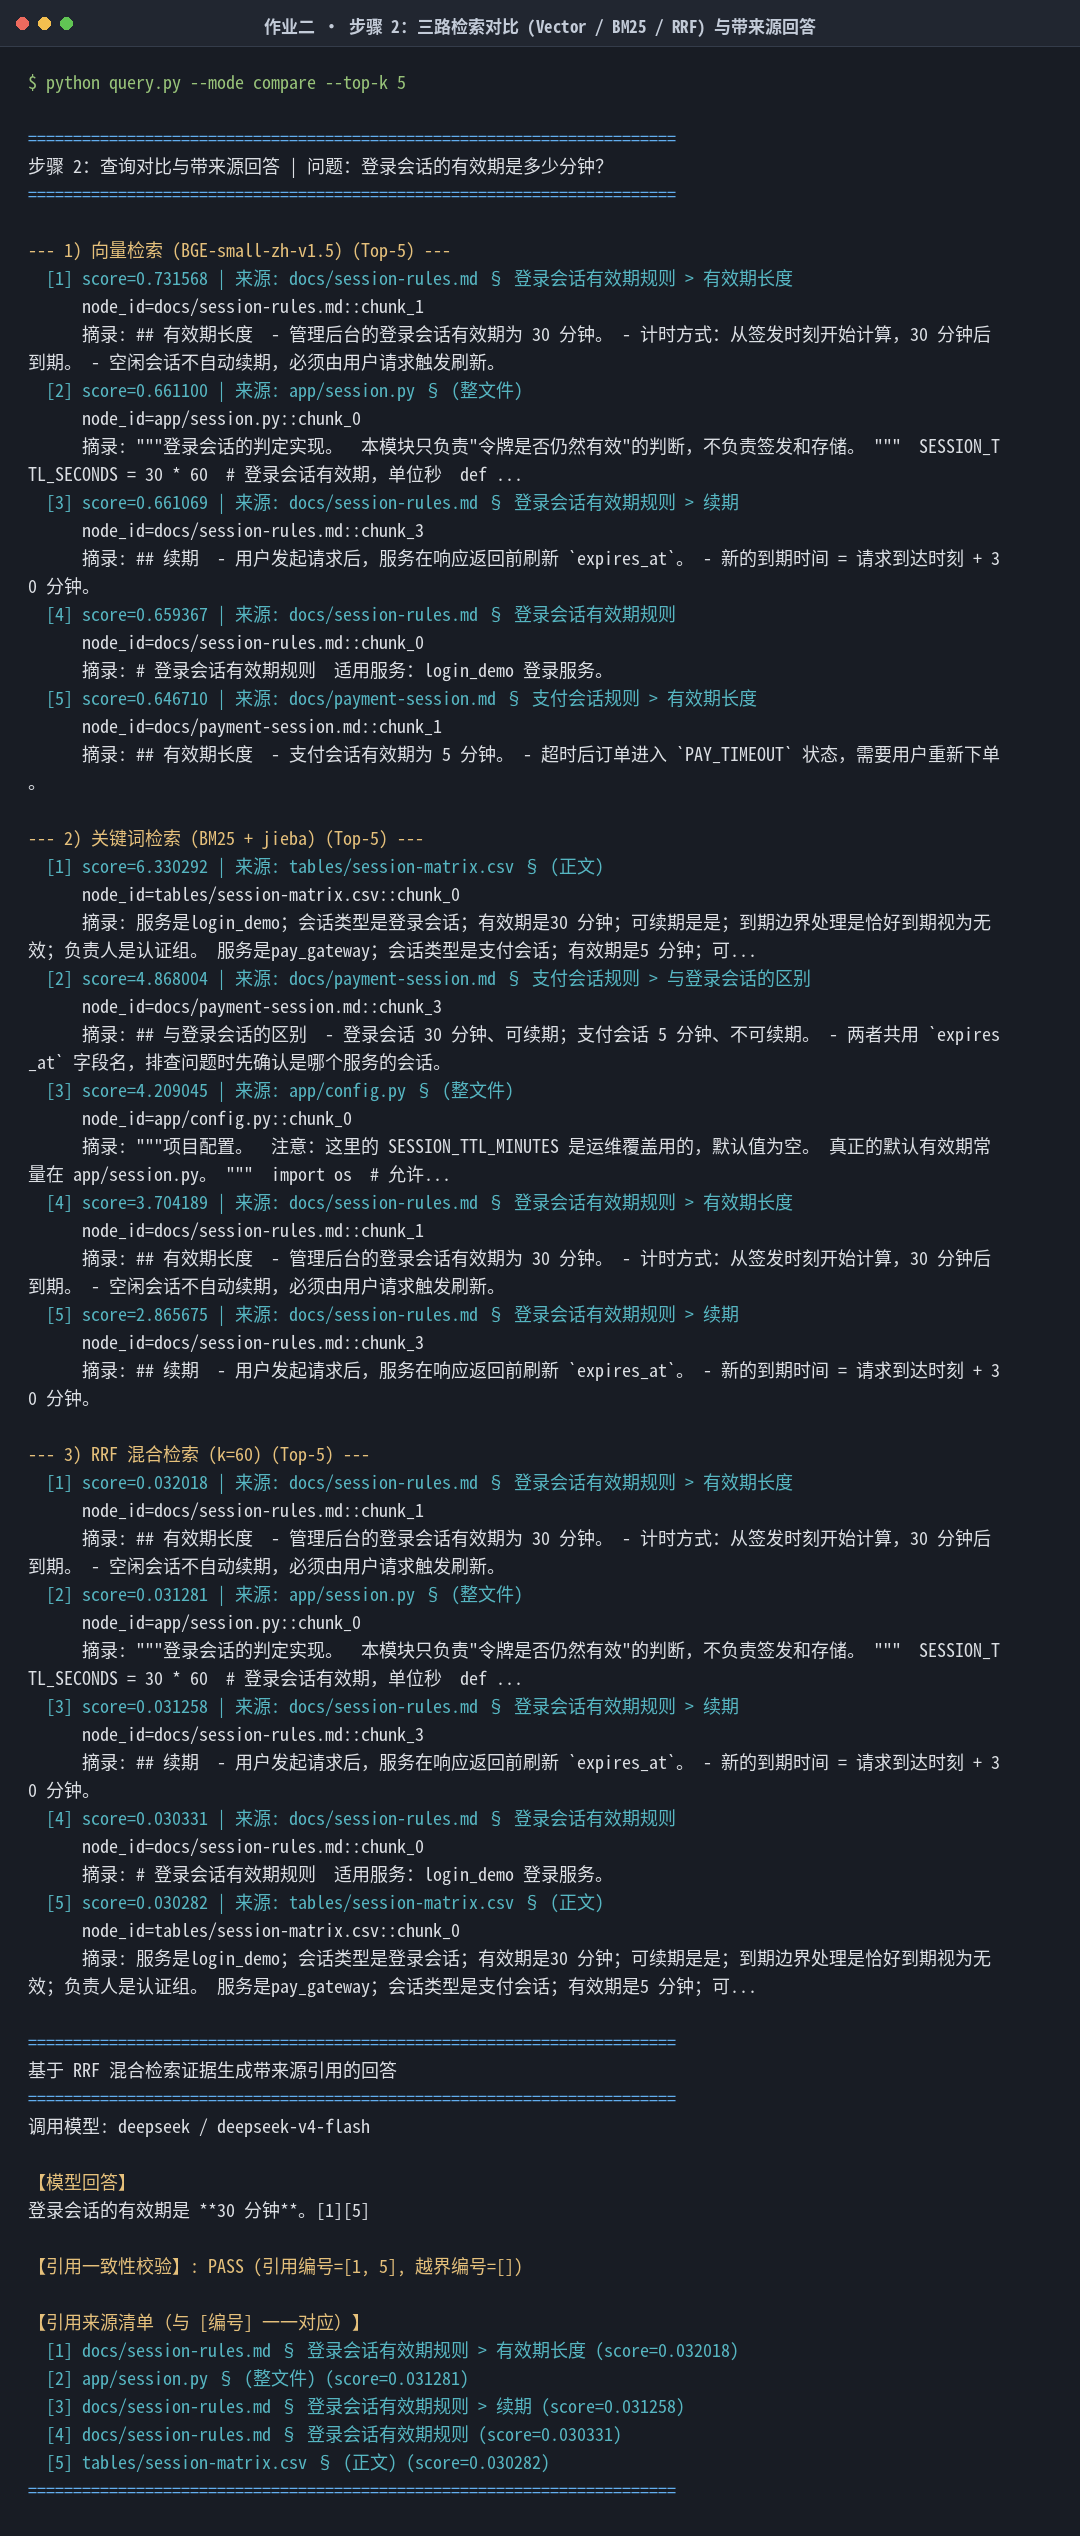 作业二 · 步骤 2: 三路检索对比 (Vector / BM25 / RRF) 与带来源回答
$ python query.py --mode compare --top-k 5
========================================================================
步骤 2: 查询对比与带来源回答 | 问题: 登录会话的有效期是多少分钟?
========================================================================
--- 1) 向量检索 (BGE-small-zh-v1.5) (Top-5) ---
[1] score=0.731568 | 来源: docs/session-rules.md § 登录会话有效期规则 > 有效期长度
node_id=docs/session-rules.md::chunk_1
摘录: ## 有效期长度  - 管理后台的登录会话有效期为 30 分钟。 - 计时方式: 从签发时刻开始计算, 30 分钟后
到期。 - 空闲会话不自动续期, 必须由用户请求触发刷新。
[2] score=0.661100 | 来源: app/session.py § (整文件)
node_id=app/session.py::chunk_0
摘录: """登录会话的判定实现。  本模块只负责"令牌是否仍然有效"的判断, 不负责签发和存储。 """  SESSION_T
TL_SECONDS = 30 * 60  # 登录会话有效期, 单位秒  def ...
[3] score=0.661069 | 来源: docs/session-rules.md § 登录会话有效期规则 > 续期
node_id=docs/session-rules.md::chunk_3
摘录: ## 续期  - 用户发起请求后, 服务在响应返回前刷新 `expires_at`。 - 新的到期时间 = 请求到达时刻 + 3
0 分钟。
[4] score=0.659367 | 来源: docs/session-rules.md § 登录会话有效期规则
node_id=docs/session-rules.md::chunk_0
摘录: # 登录会话有效期规则  适用服务: login_demo 登录服务。
[5] score=0.646710 | 来源: docs/payment-session.md § 支付会话规则 > 有效期长度
node_id=docs/payment-session.md::chunk_1
摘录: ## 有效期长度  - 支付会话有效期为 5 分钟。 - 超时后订单进入 `PAY_TIMEOUT` 状态, 需要用户重新下单
。
--- 2) 关键词检索 (BM25 + jieba) (Top-5) ---
[1] score=6.330292 | 来源: tables/session-matrix.csv § (正文)
node_id=tables/session-matrix.csv::chunk_0
摘录: 服务是login_demo; 会话类型是登录会话; 有效期是30 分钟; 可续期是是; 到期边界处理是恰好到期视为无
效; 负责人是认证组。 服务是pay_gateway; 会话类型是支付会话; 有效期是5 分钟; 可...
[2] score=4.868004 | 来源: docs/payment-session.md § 支付会话规则 > 与登录会话的区别
node_id=docs/payment-session.md::chunk_3
摘录: ## 与登录会话的区别  - 登录会话 30 分钟、可续期; 支付会话 5 分钟、不可续期。 - 两者共用 `expires
_at` 字段名, 排查问题时先确认是哪个服务的会话。
[3] score=4.209045 | 来源: app/config.py § (整文件)
node_id=app/config.py::chunk_0
摘录: """项目配置。  注意: 这里的 SESSION_TTL_MINUTES 是运维覆盖用的, 默认值为空。 真正的默认有效期常
量在 app/session.py。 """  import os  # 允许...
[4] score=3.704189 | 来源: docs/session-rules.md § 登录会话有效期规则 > 有效期长度
node_id=docs/session-rules.md::chunk_1
摘录: ## 有效期长度  - 管理后台的登录会话有效期为 30 分钟。 - 计时方式: 从签发时刻开始计算, 30 分钟后
到期。 - 空闲会话不自动续期, 必须由用户请求触发刷新。
[5] score=2.865675 | 来源: docs/session-rules.md § 登录会话有效期规则 > 续期
node_id=docs/session-rules.md::chunk_3
摘录: ## 续期  - 用户发起请求后, 服务在响应返回前刷新 `expires_at`。 - 新的到期时间 = 请求到达时刻 + 3
0 分钟。
--- 3) RRF 混合检索 (k=60) (Top-5) ---
[1] score=0.032018 | 来源: docs/session-rules.md § 登录会话有效期规则 > 有效期长度
node_id=docs/session-rules.md::chunk_1
摘录: ## 有效期长度  - 管理后台的登录会话有效期为 30 分钟。 - 计时方式: 从签发时刻开始计算, 30 分钟后
到期。 - 空闲会话不自动续期, 必须由用户请求触发刷新。
[2] score=0.031281 | 来源: app/session.py § (整文件)
node_id=app/session.py::chunk_0
摘录: """登录会话的判定实现。  本模块只负责"令牌是否仍然有效"的判断, 不负责签发和存储。 """  SESSION_T
TL_SECONDS = 30 * 60  # 登录会话有效期, 单位秒  def ...
[3] score=0.031258 | 来源: docs/session-rules.md § 登录会话有效期规则 > 续期
node_id=docs/session-rules.md::chunk_3
摘录: ## 续期  - 用户发起请求后, 服务在响应返回前刷新 `expires_at`。 - 新的到期时间 = 请求到达时刻 + 3
0 分钟。
[4] score=0.030331 | 来源: docs/session-rules.md § 登录会话有效期规则
node_id=docs/session-rules.md::chunk_0
摘录: # 登录会话有效期规则  适用服务: login_demo 登录服务。
[5] score=0.030282 | 来源: tables/session-matrix.csv § (正文)
node_id=tables/session-matrix.csv::chunk_0
摘录: 服务是login_demo; 会话类型是登录会话; 有效期是30 分钟; 可续期是是; 到期边界处理是恰好到期视为无
效; 负责人是认证组。 服务是pay_gateway; 会话类型是支付会话; 有效期是5 分钟; 可...
========================================================================
基于 RRF 混合检索证据生成带来源引用的回答
========================================================================
调用模型: deepseek / deepseek-v4-flash
【模型回答】
登录会话的有效期是 **30 分钟**。[1][5]
【引用一致性校验】: PASS (引用编号=[1, 5], 越界编号=[])
【引用来源清单 (与 [编号] 一一对应) 】
[1] docs/session-rules.md § 登录会话有效期规则 > 有效期长度 (score=0.032018)
[2] app/session.py § (整文件) (score=0.031281)
[3] docs/session-rules.md § 登录会话有效期规则 > 续期 (score=0.031258)
[4] docs/session-rules.md § 登录会话有效期规则 (score=0.030331)
[5] tables/session-matrix.csv § (正文) (score=0.030282)
========================================================================